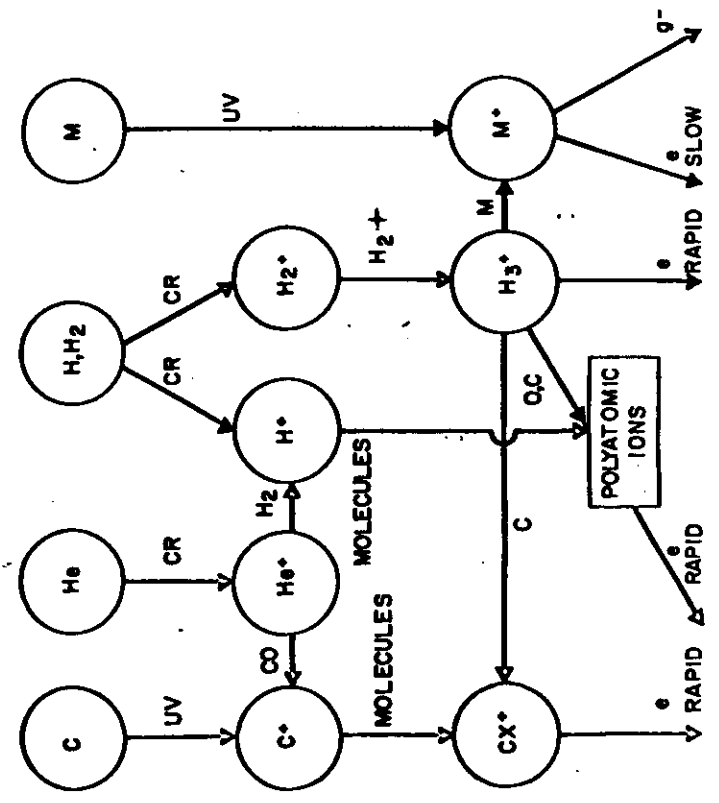 C
He
H,H2
M
UV
CR
CR
CR
UV
C+
CO
He+
H2
H+
H2+
H2+
MOLECULES
MOLECULES
CX+
C
O,C
H3+
M
M+
POLYATOMIC
IONS
e
RAPID
e
RAPID
e
RAPID
e
SLOW
g-